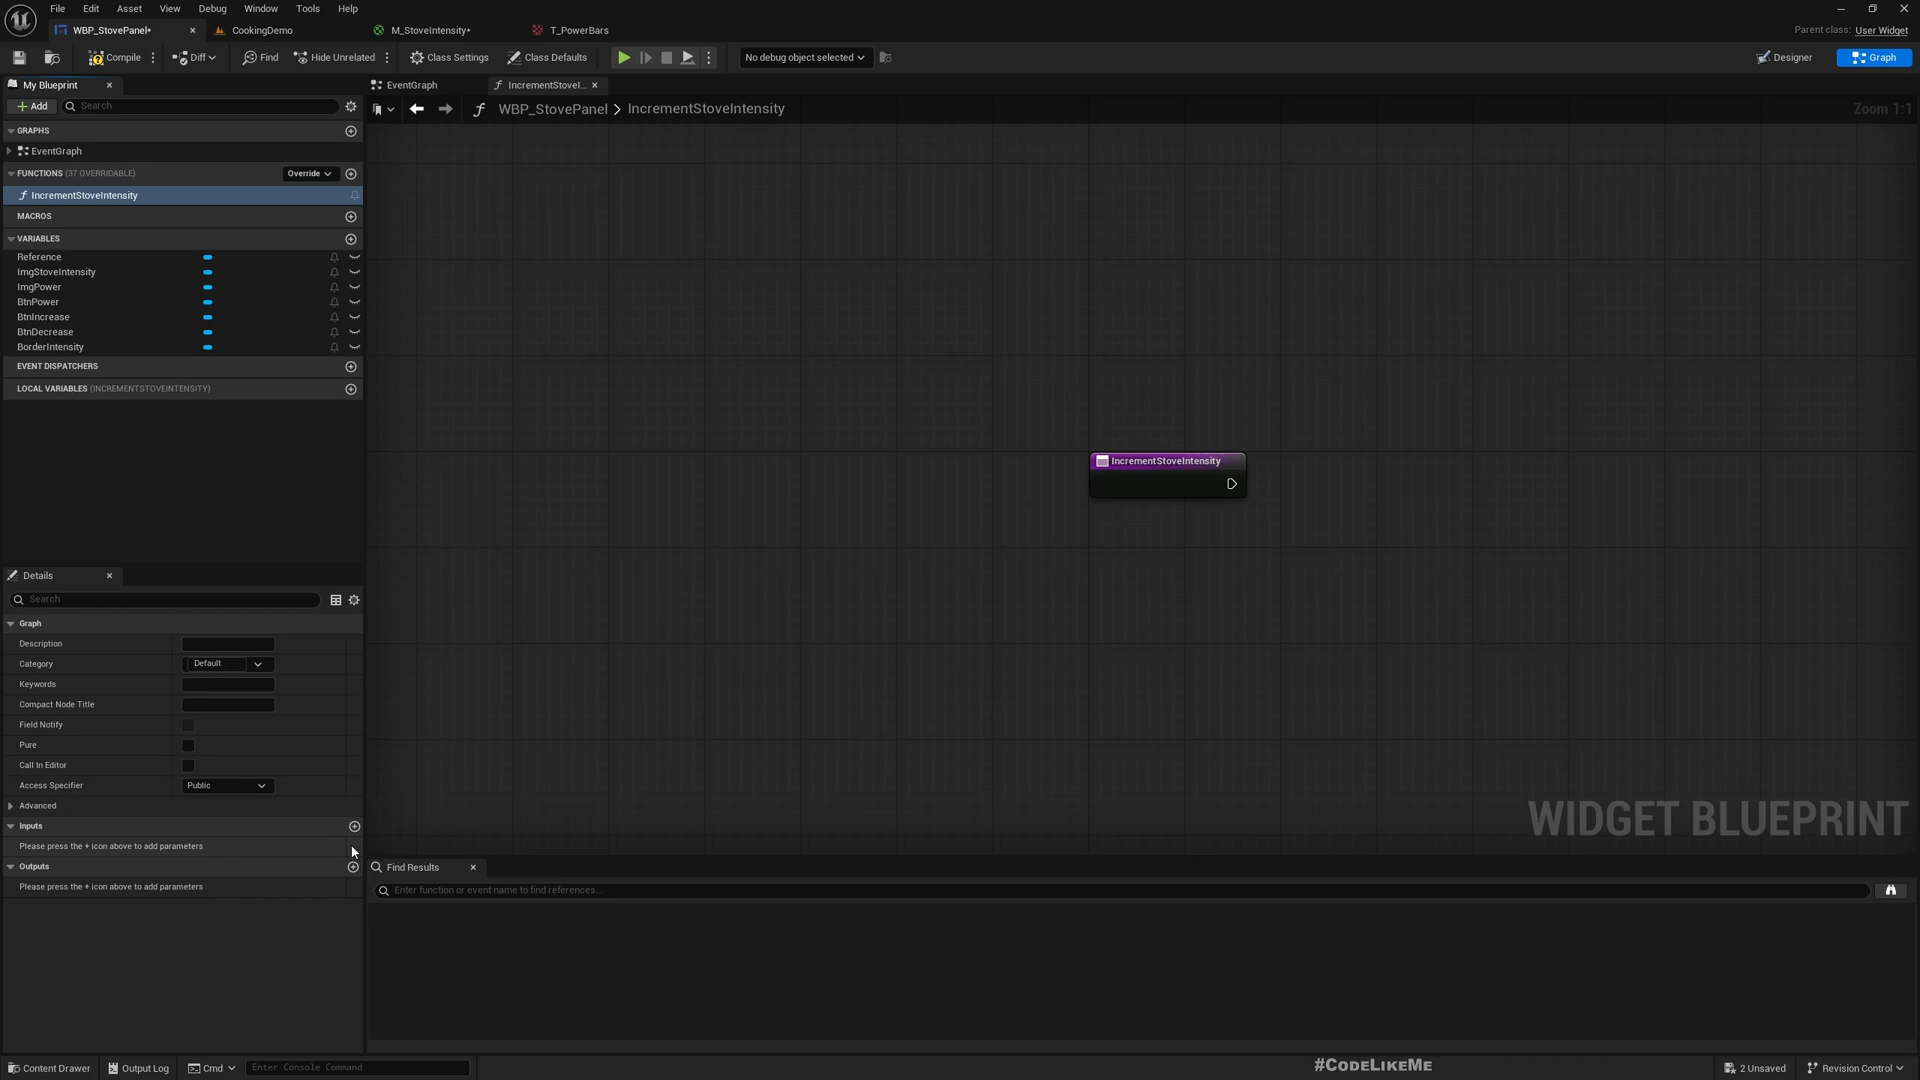 File Edit Asset View Debug Window Tools Help
WBP_StovePanel• CookingDemo M_StoveIntensity• T_PowerBars
Parent class: User Widget
Compile Diff Find Hide Unrelated Class Settings Class Defaults No debug object selected Designer Graph
My Blueprint EventGraph IncrementStoveI...
Add Search
WBP_StovePanel > IncrementStoveIntensity
Zoom 1:1
GRAPHS
EventGraph
FUNCTIONS (37 OVERRIDABLE) Override
IncrementStoveIntensity
MACROS
VARIABLES
Reference
ImgStoveIntensity
ImgPower
BtnPower
BtnIncrease
BtnDecrease
BorderIntensity
EVENT DISPATCHERS
LOCAL VARIABLES (INCREMENTSTOVEINTENSITY)
IncrementStoveIntensity
Details
Search
Graph
Description
Category Default
Keywords
Compact Node Title
Field Notify
Pure
Call In Editor
Access Specifier Public
Advanced
Inputs
Please press the + icon above to add parameters
Outputs
Please press the + icon above to add parameters
WIDGET BLUEPRINT
Find Results
Enter function or event name to find references...
Content Drawer Output Log Cmd Enter Console Command
#CODELIKEME
2 Unsaved Revision Control